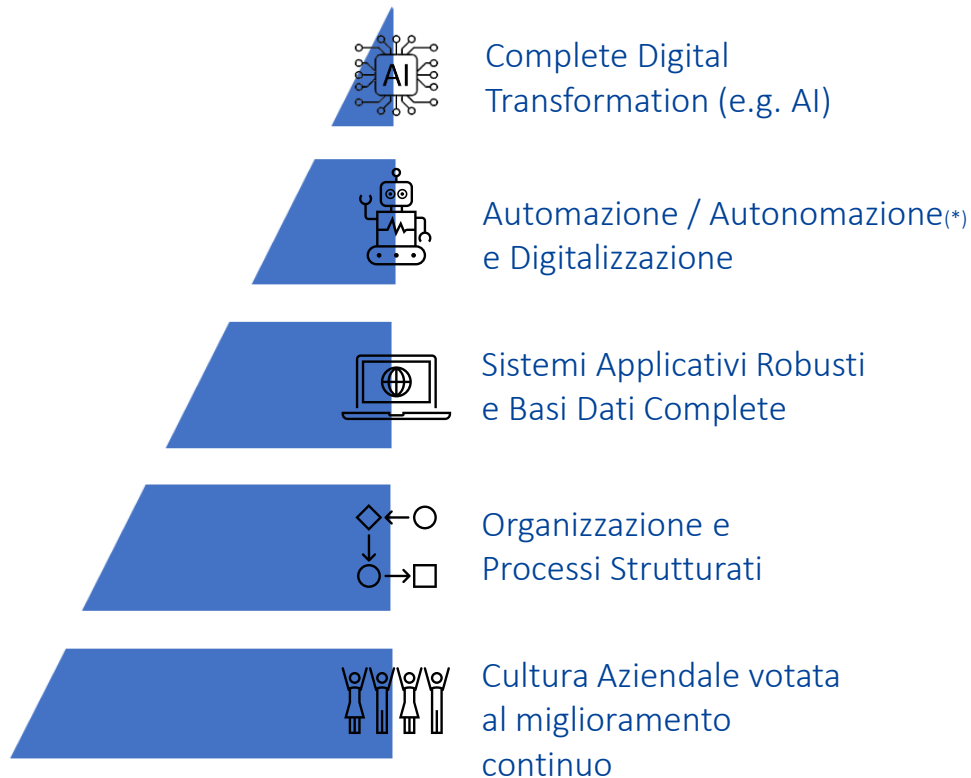 AI
Complete Digital
Transformation (e.g. AI)
Automazione / Autonomazione(*)
e Digitalizzazione
Sistemi Applicativi Robusti
e Basi Dati Complete
Organizzazione e
Processi Strutturati
Cultura Aziendale votata
al miglioramento
continuo